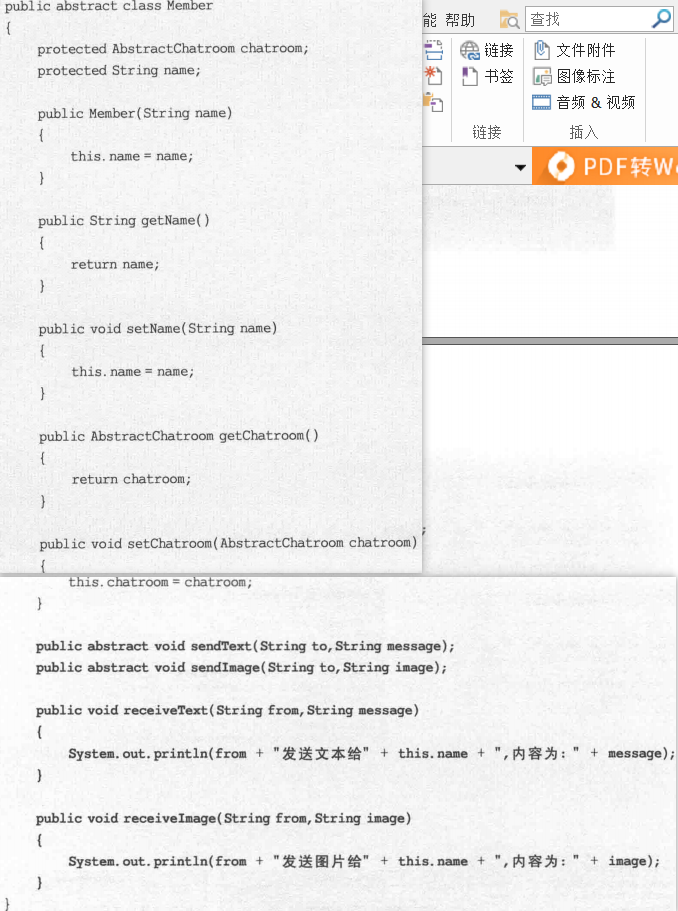 public abstract class Member
{
protected AbstractChatroom chatroom;
protected String name;
public Member(String name)
{
this.name = name;
}
public String getName()
{
return name;
}
public void setName(String name)
{
this.name = name;
}
public AbstractChatroom getChatroom()
{
return chatroom;
}
public void setChatroom(AbstractChatroom chatroom)
{
this.chatroom = chatroom;
}
public abstract void sendText(String to,String message);
public abstract void sendImage(String to,String image);
public void receiveText(String from,String message)
{
System.out.println(from + "发送文本给" + this.name + ",内容为:" + message);
}
public void receiveImage(String from,String image)
{
System.out.println(from + "发送图片给" + this.name + ",内容为:" + image);
}
}
能 帮助
查找
链接
书签
链接
文件附件
图像标注
音频 & 视频
插入
PDF转W
;